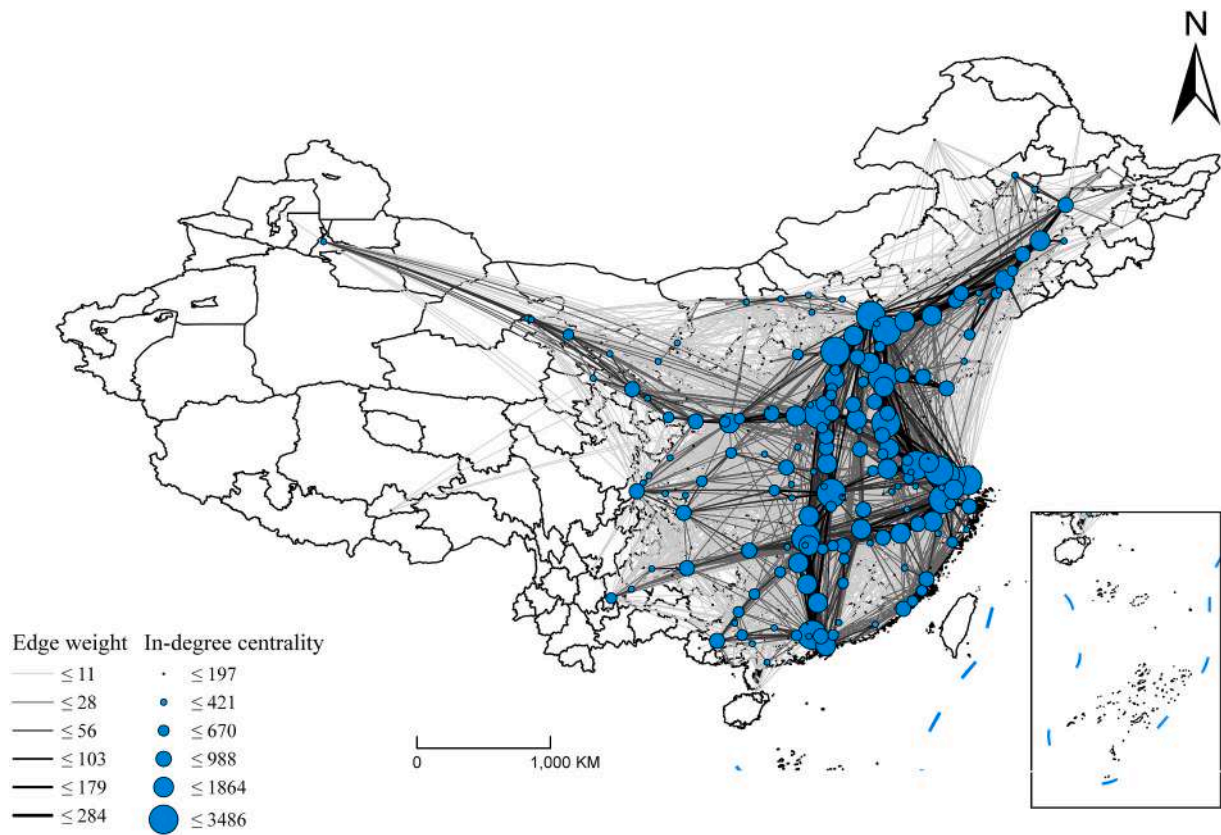 N
Edge weight In-degree centrality
≤ 11 ≤ 197
≤ 28 ≤ 421
≤ 56 ≤ 670
≤ 103 ≤ 988
≤ 179 ≤ 1864
≤ 284 ≤ 3486
0 1,000 KM